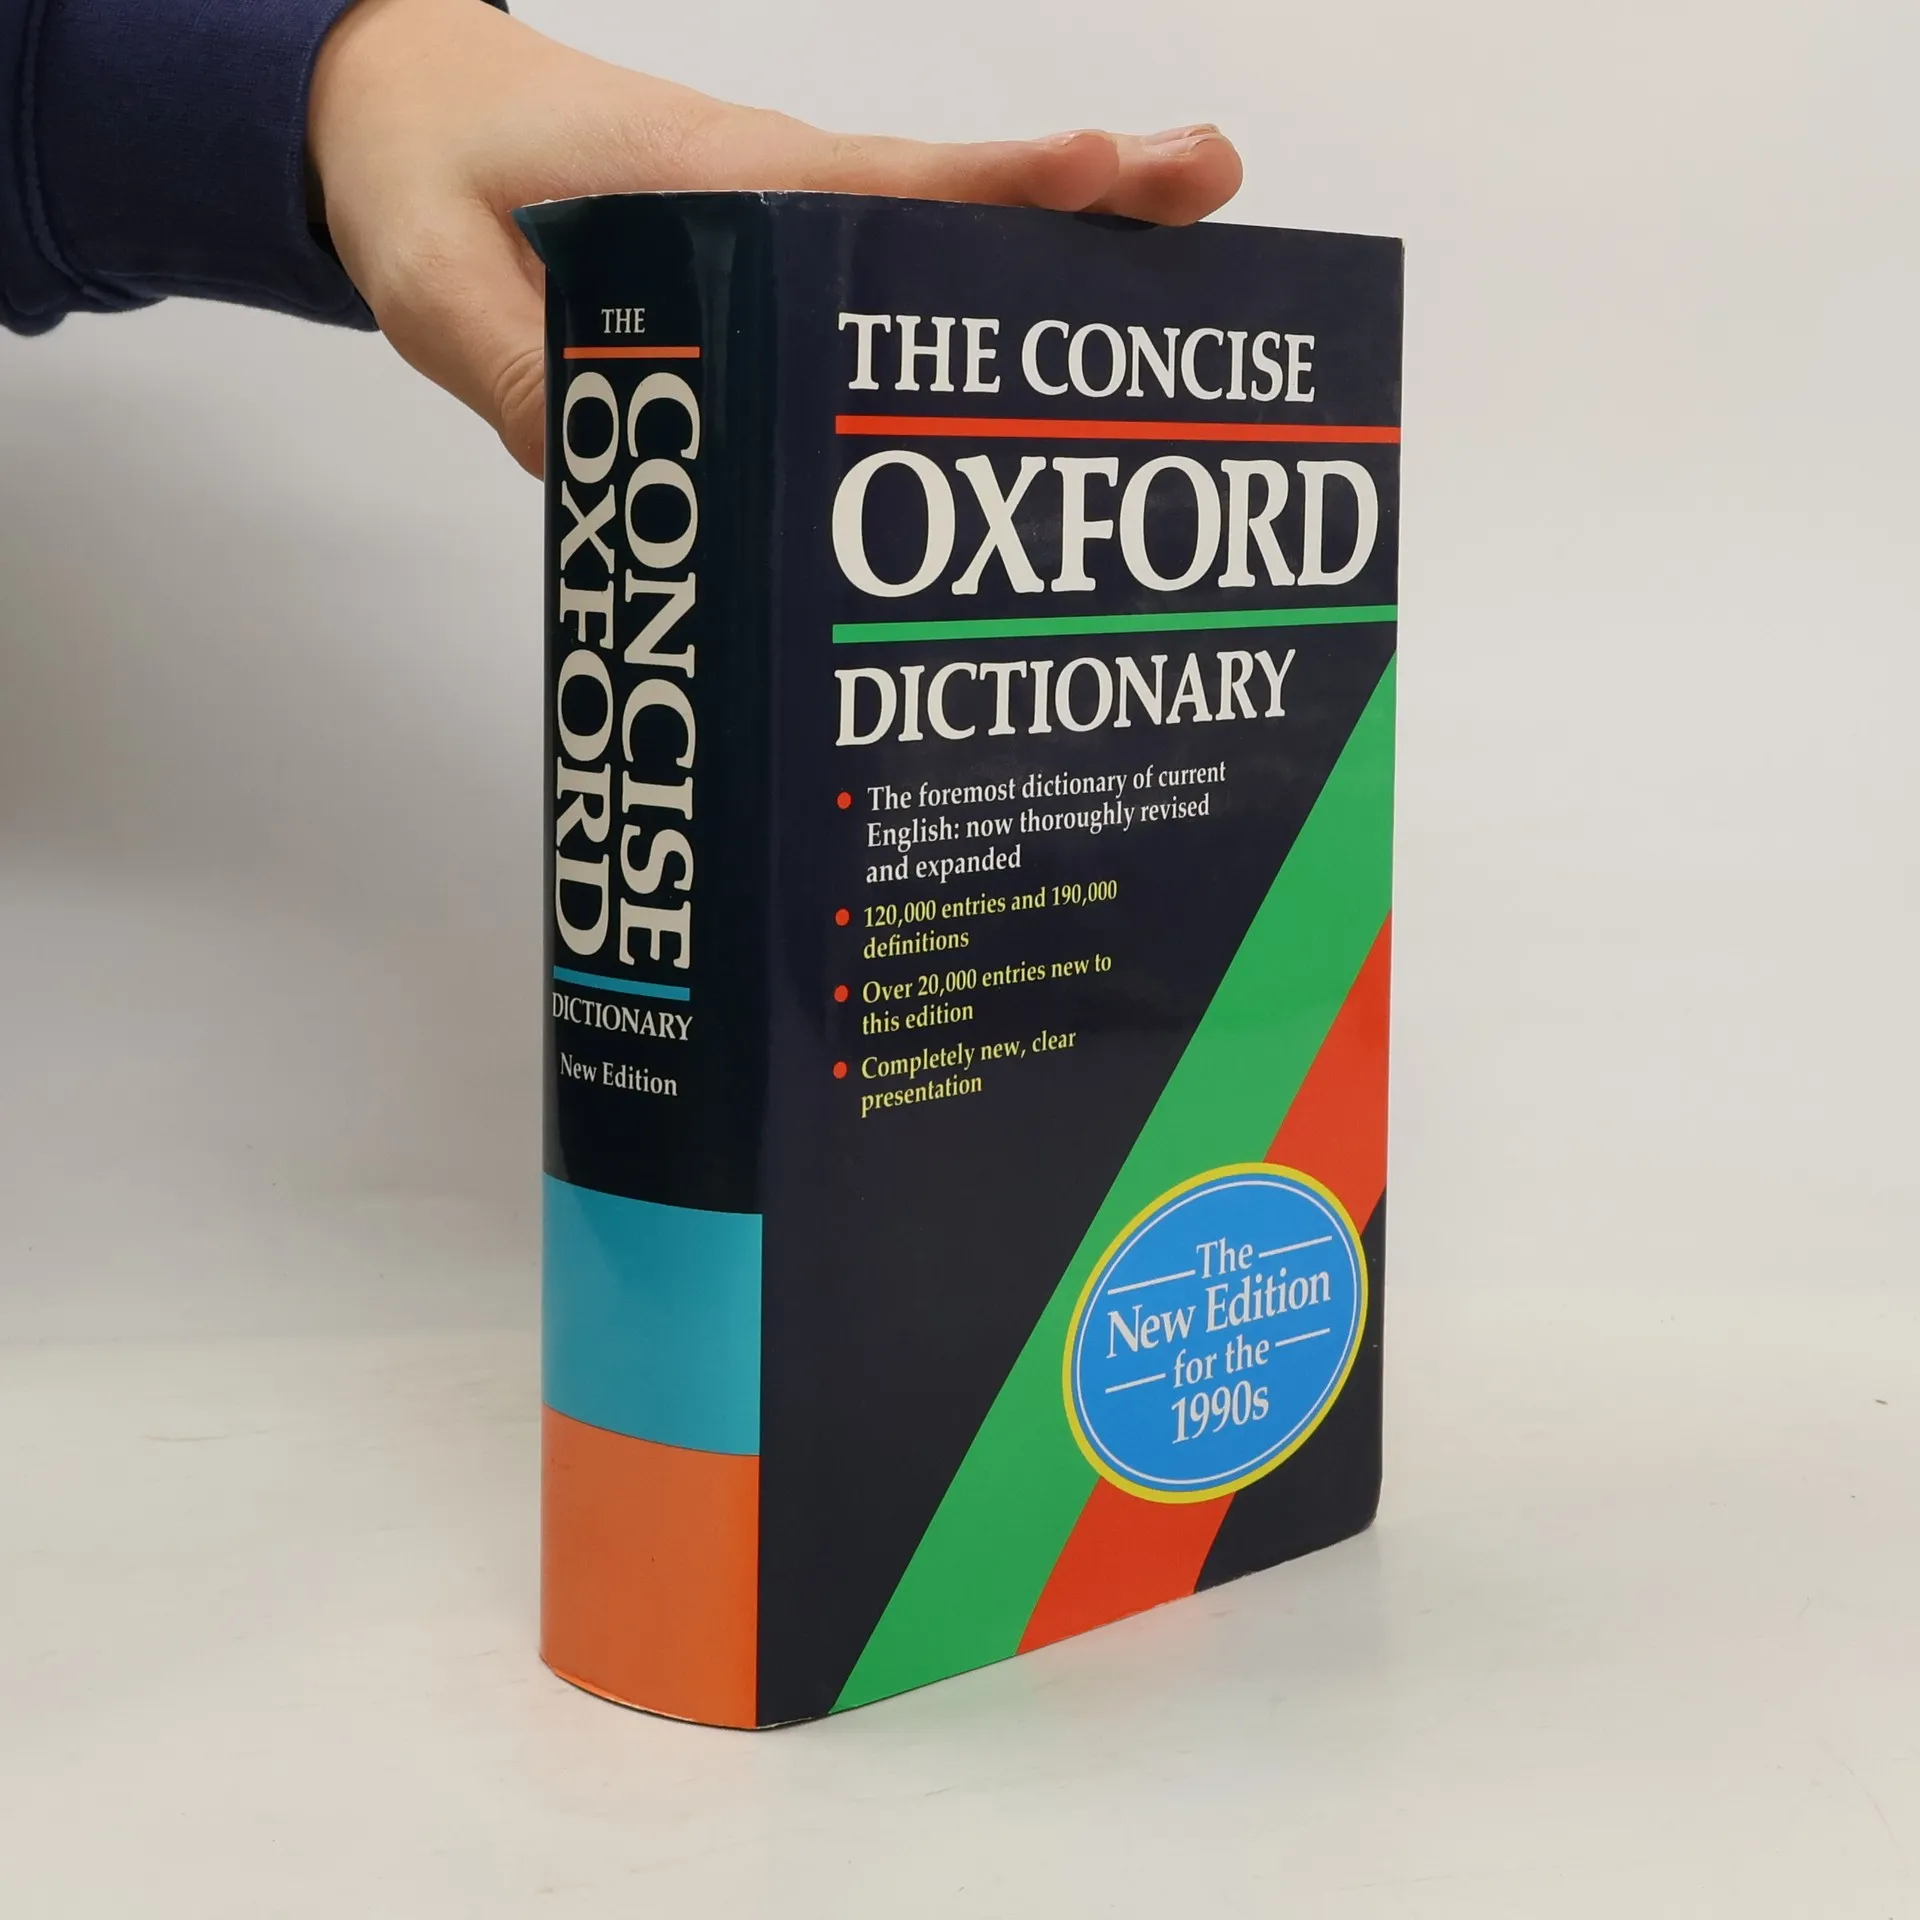 THE
CONCISE
OXFORD
DICTIONARY
New Edition
THE CONCISE
OXFORD
DICTIONARY
The foremost dictionary of current
English: now thoroughly revised
and expanded
120,000 entries and 190,000
definitions
Over 20,000 entries new to
this edition
Completely new, clear
presentation
The
New Edition
for the
1990s